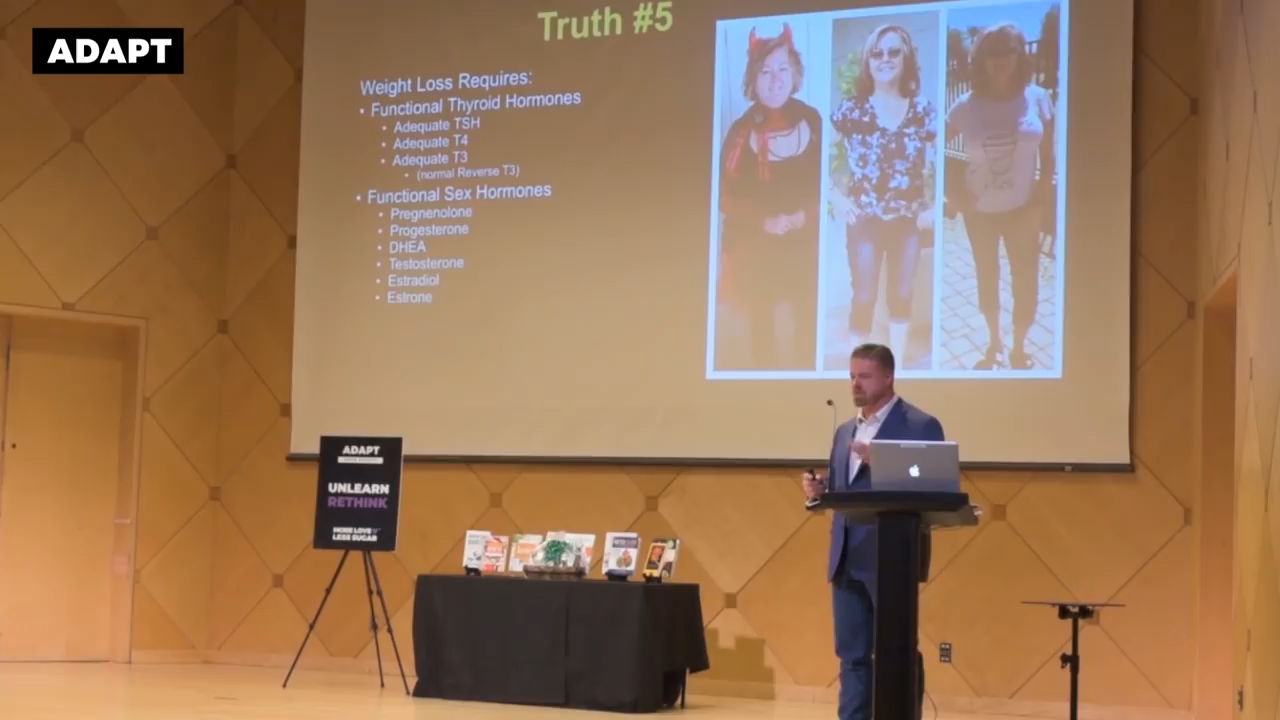 ADAPT
Truth #5
Weight Loss Requires:
• Functional Thyroid Hormones
• Adequate TSH
• Adequate T4
• Adequate T3
• (normal Reverse T3)
• Functional Sex Hormones
• Pregnenolone
• Progesterone
• DHEA
• Testosterone
• Estradiol
• Estrone
ADAPT
UNLEARN
RETHINK
MORE LOVE
LESS SUGAR